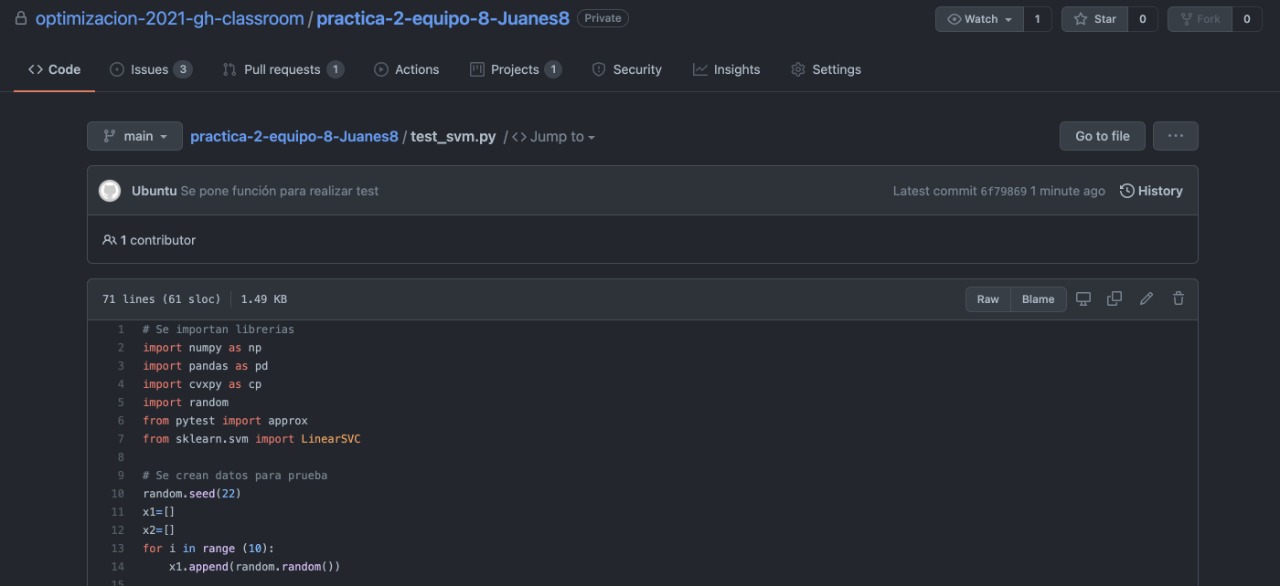 optimizacion-2021-gh-classroom / practica-2-equipo-8-Juanes8 Private Watch 1 Star 0 Fork 0
Code Issues 3 Pull requests 1 Actions Projects 1 Security Insights Settings
main practica-2-equipo-8-Juanes8 / test_svm.py / <> Jump to Go to file ...
Ubuntu Se pone función para realizar test Latest commit 6f79869 1 minute ago History
1 contributor
71 lines (61 sloc) 1.49 KB Raw Blame
1 # Se importan librerias
2 import numpy as np
3 import pandas as pd
4 import cvxpy as cp
5 import random
6 from pytest import approx
7 from sklearn.svm import LinearSVC
8
9 # Se crean datos para prueba
10 random.seed(22)
11 x1=[]
12 x2=[]
13 for i in range (10):
14 x1.append(random.random())
15